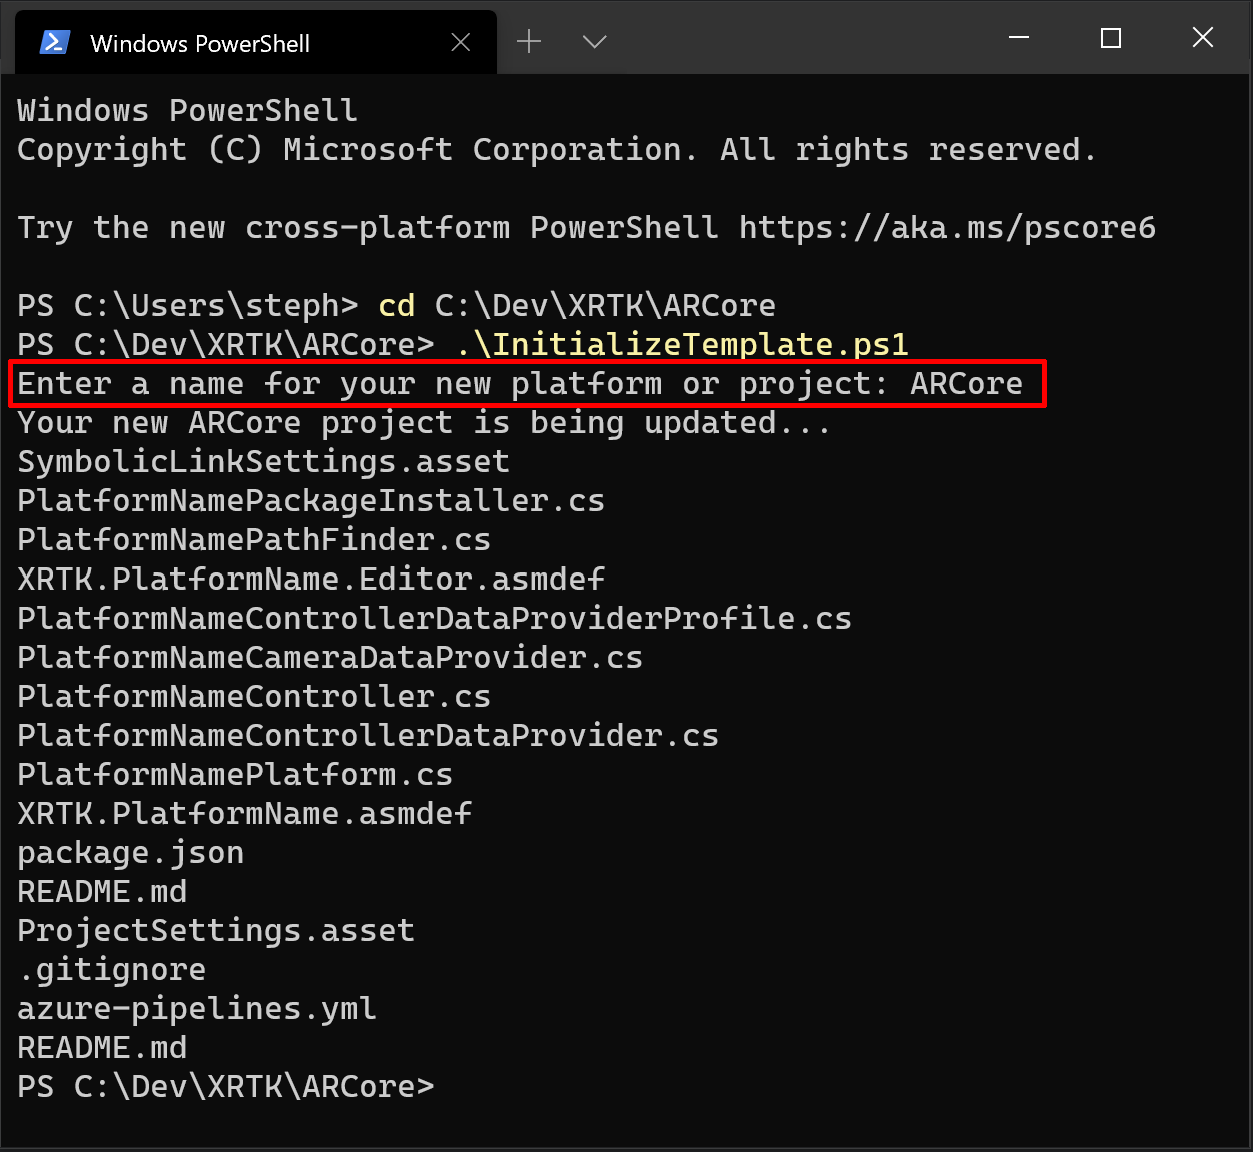 Windows PowerShell
Windows PowerShell
Copyright (C) Microsoft Corporation. All rights reserved.
Try the new cross-platform PowerShell https://aka.ms/pscore6
PS C:\Users\steph> cd C:\Dev\XRTK\ARCore
PS C:\Dev\XRTK\ARCore> .\InitializeTemplate.ps1
Enter a name for your new platform or project: ARCore
Your new ARCore project is being updated...
SymbolicLinkSettings.asset
PlatformNamePackageInstaller.cs
PlatformNamePathFinder.cs
XRTK.PlatformName.Editor.asmdef
PlatformNameControllerDataProviderProfile.cs
PlatformNameCameraDataProvider.cs
PlatformNameController.cs
PlatformNameControllerDataProvider.cs
PlatformNamePlatform.cs
XRTK.PlatformName.asmdef
package.json
README.md
ProjectSettings.asset
.gitignore
azure-pipelines.yml
README.md
PS C:\Dev\XRTK\ARCore>